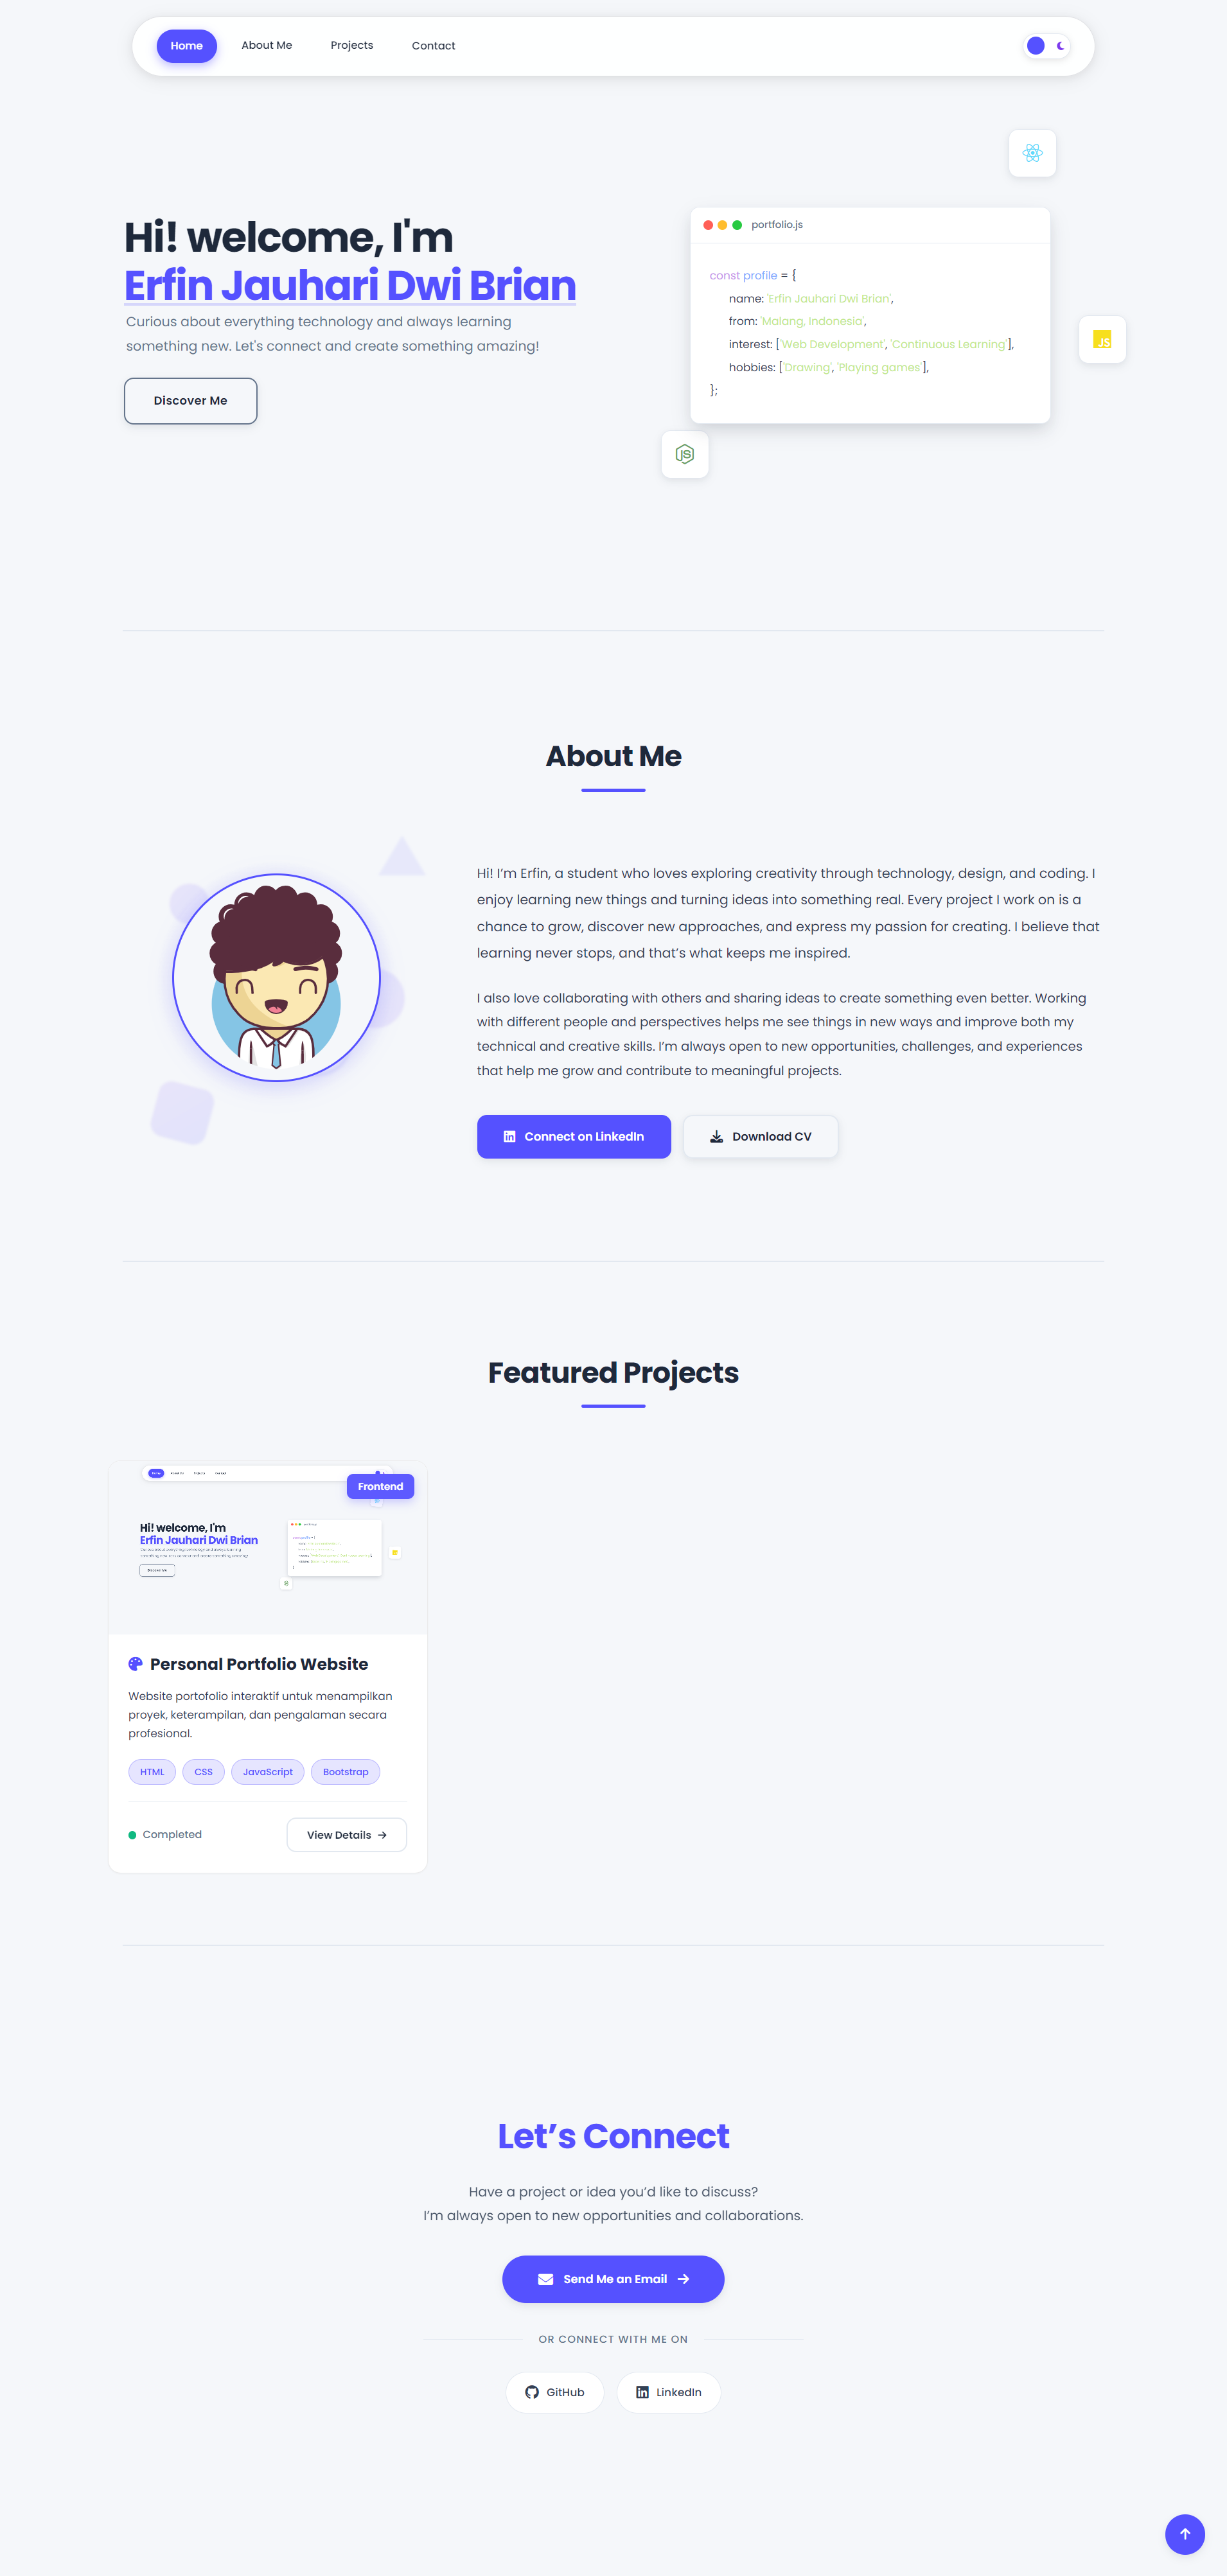 Home
About Me
Projects
Contact
Hi! welcome, I'm
Erfin Jauhari Dwi Brian
Curious about everything technology and always learning
something new. Let's connect and create something amazing!
Discover Me
portfolio.js
const profile = {
name: 'Erfin Jauhari Dwi Brian',
from: 'Malang, Indonesia',
interest: ['Web Development', 'Continuous Learning'],
hobbies: ['Drawing', 'Playing games'],
};
JS
JS
About Me
Hi! I’m Erfin, a student who loves exploring creativity through technology, design, and coding. I
enjoy learning new things and turning ideas into something real. Every project I work on is a
chance to grow, discover new approaches, and express my passion for creating. I believe that
learning never stops, and that’s what keeps me inspired.
I also love collaborating with others and sharing ideas to create something even better. Working
with different people and perspectives helps me see things in new ways and improve both my
technical and creative skills. I’m always open to new opportunities, challenges, and experiences
that help me grow and contribute to meaningful projects.
in Connect on LinkedIn
Download CV
Featured Projects
Frontend
Hi! welcome, I'm
Erfin Jauhari Dwi Brian
Personal Portfolio Website
Website portofolio interaktif untuk menampilkan
proyek, keterampilan, dan pengalaman secara
profesional.
HTML
CSS
JavaScript
Bootstrap
Completed
View Details
Let’s Connect
Have a project or idea you’d like to discuss?
I’m always open to new opportunities and collaborations.
Send Me an Email
OR CONNECT WITH ME ON
GitHub
in LinkedIn